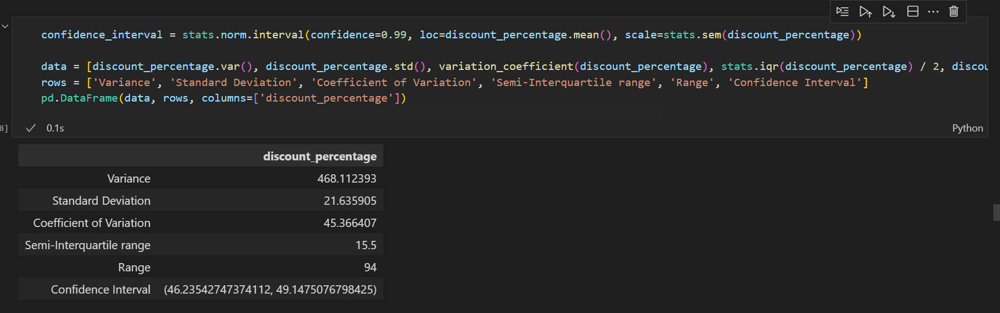 confidence_interval = stats.norm.interval(confidence=0.99, loc=discount_percentage.mean(), scale=stats.sem(discount_percentage))
data = [discount_percentage.var(), discount_percentage.std(), variation_coefficient(discount_percentage), stats.iqr(discount_percentage) / 2, discou
rows = ['Variance', 'Standard Deviation', 'Coefficient of Variation', 'Semi-Interquartile range', 'Range', 'Confidence Interval']
pd.DataFrame(data, rows, columns=['discount_percentage'])
8] 0.1s Python
discount_percentage
Variance 468.112393
Standard Deviation 21.635905
Coefficient of Variation 45.366407
Semi-Interquartile range 15.5
Range 94
Confidence Interval (46.23542747374112, 49.1475076798425)